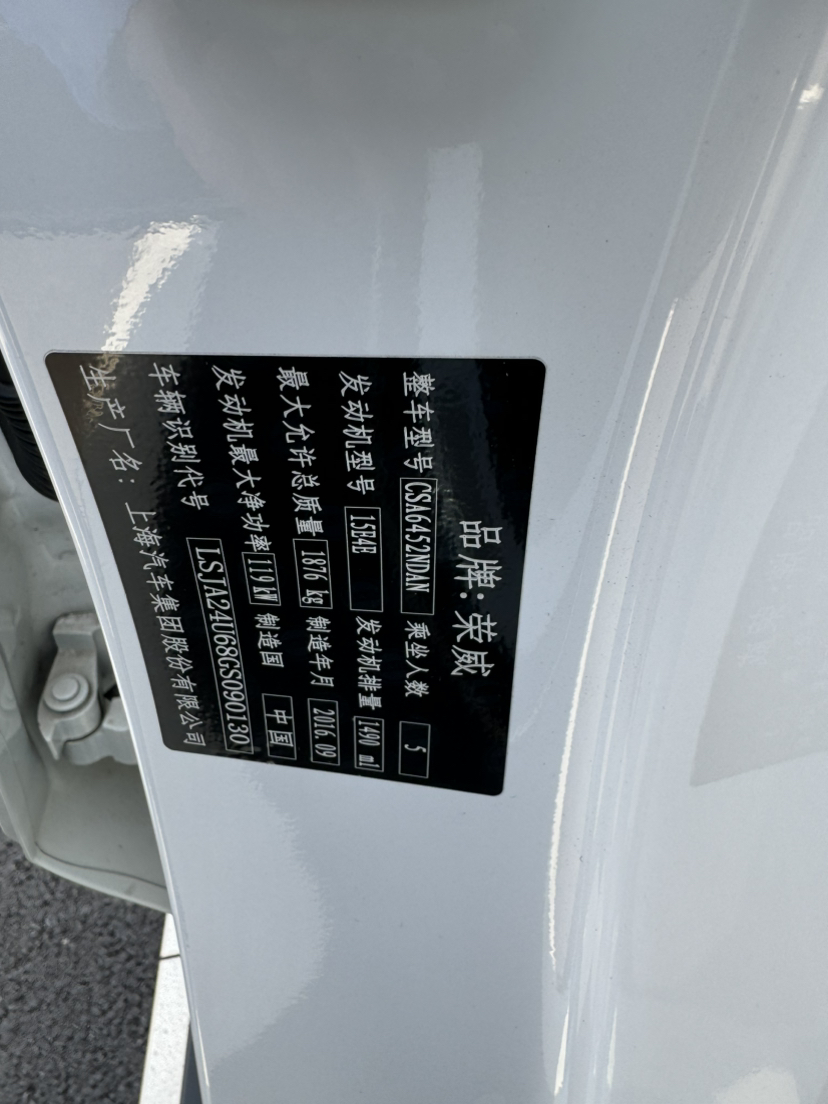 品牌:荣威
整车型号 CSA6452NDAN 乘坐人数 5
发动机型号 15E4E 发动机排量 1490 ml
最大允许总质量 1876 kg 制造年月 2016.09
发动机最大净功率 119kW 制造国 中国
车辆识别代号 LSJA24U68GS090130
生产厂名: 上海汽车集团股份有限公司